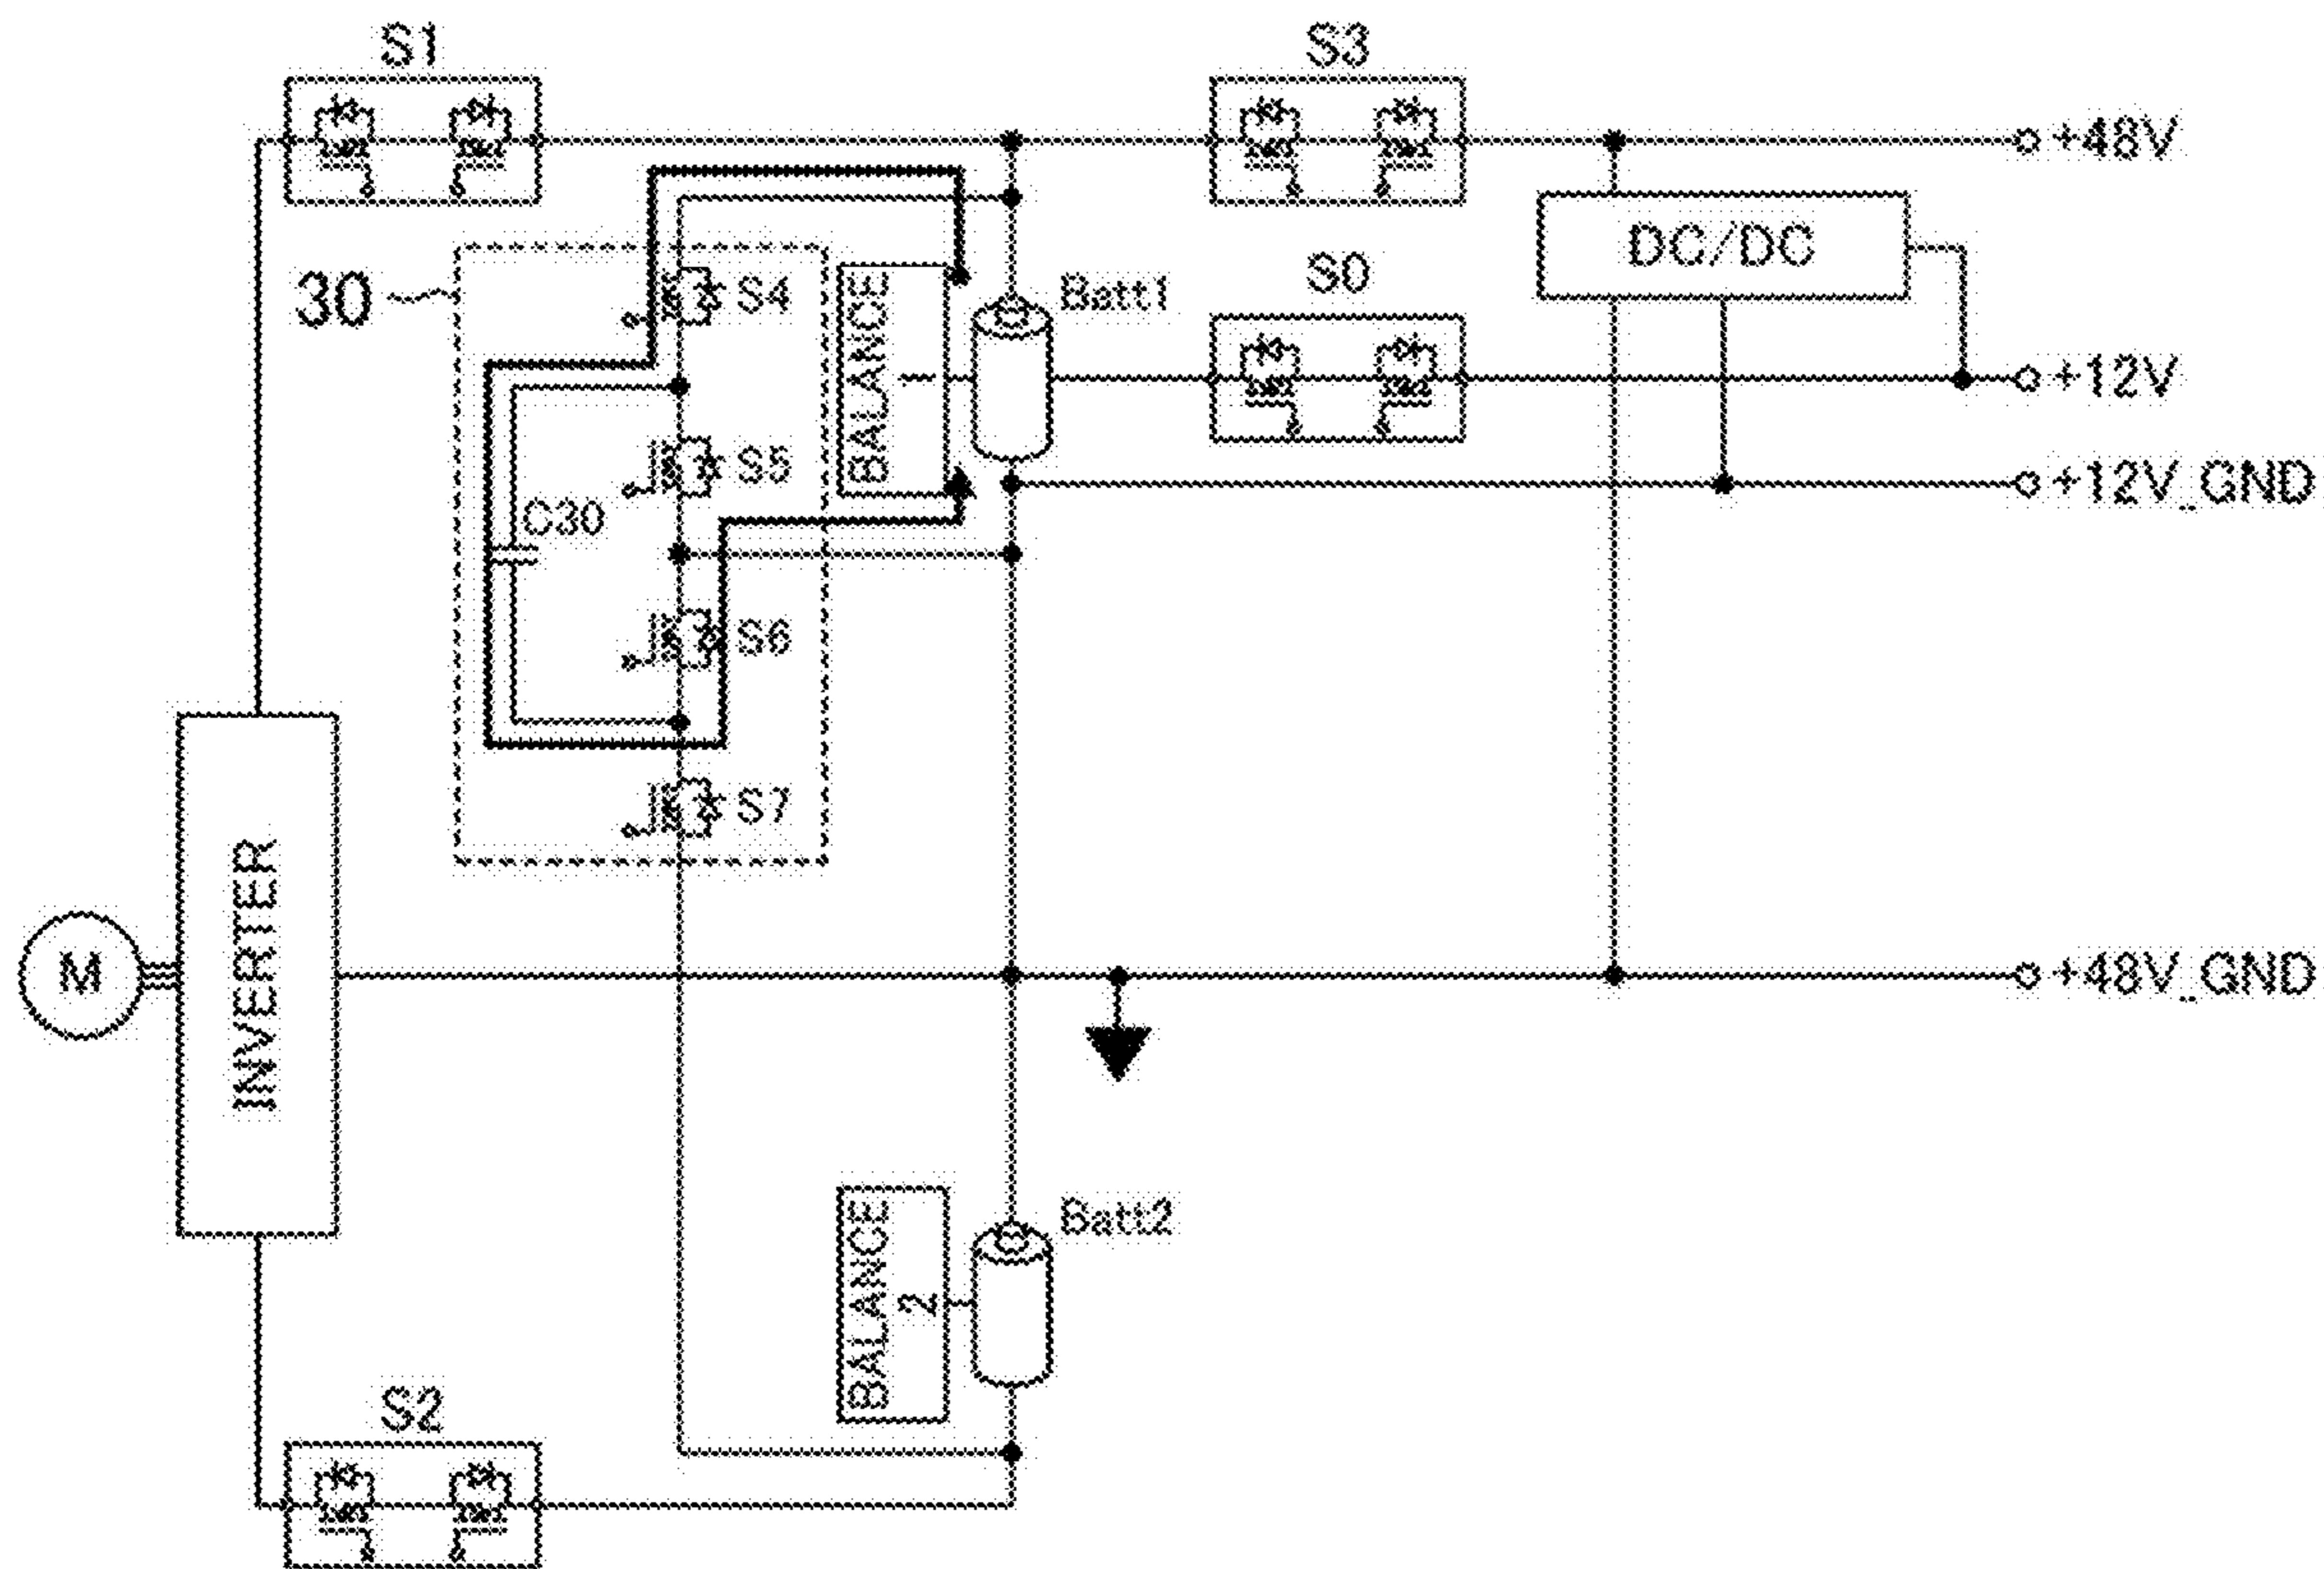 S1
S3
+48V
DC/DC
S0
30
S4
BALANCE
1
Batt1
+12V
S5
+12V_GND
C30
S6
S7
INVERTER
M
+48V_GND
Batt2
BALANCE
2
S2